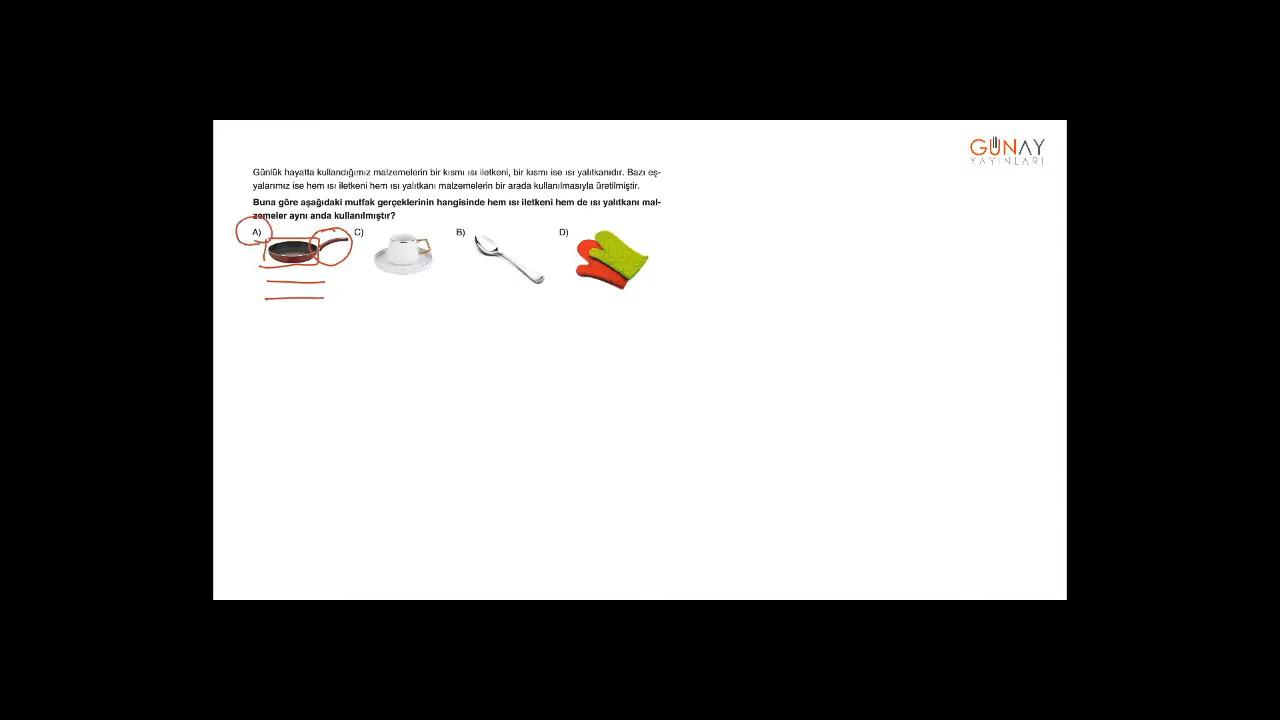 GÜNAY
YAYINLARI
Günlük hayatta kullandığımız malzemelerin bir kısmı ısı iletkeni, bir kısmı ise ısı yalıtkanıdır. Bazı eş-
yalarımız ise hem ısı iletkeni hem ısı yalıtkanı malzemelerin bir arada kullanılmasıyla üretilmiştir.
Buna göre aşağıdaki mutfak gerçeklerinin hangisinde hem ısı iletkeni hem de ısı yalıtkanı mal-
zemeler aynı anda kullanılmıştır?
A) C) B) D)